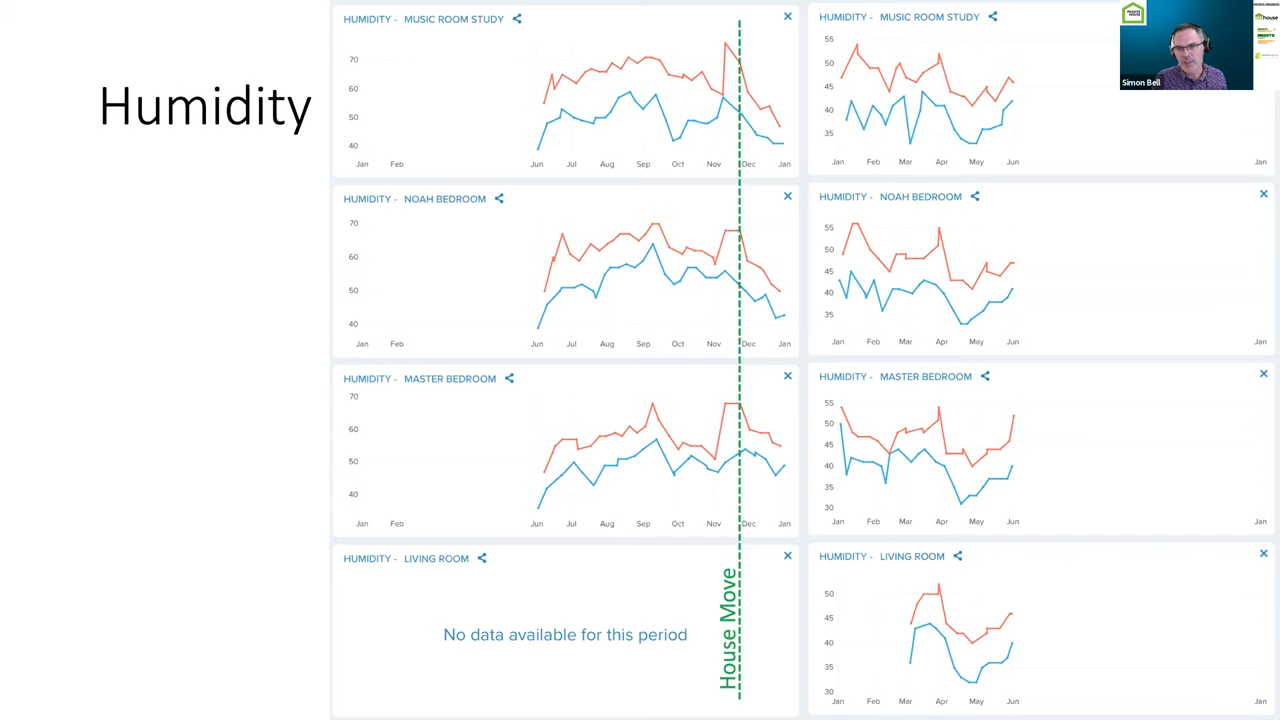 Humidity
HUMIDITY - MUSIC ROOM STUDY
70
60
50
40
Jan Feb Jun Jul Aug Sep Oct Nov Dec Jan
HUMIDITY - NOAH BEDROOM
70
60
50
40
Jan Feb Jun Jul Aug Sep Oct Nov Dec Jan
HUMIDITY - MASTER BEDROOM
70
60
50
40
Jan Feb Jun Jul Aug Sep Oct Nov Dec Jan
HUMIDITY - LIVING ROOM
No data available for this period
House Move
HUMIDITY - MUSIC ROOM STUDY
55
50
45
40
35
Jan Feb Mar Apr May Jun Jan
HUMIDITY - NOAH BEDROOM
55
50
45
40
35
Jan Feb Mar Apr May Jun Jan
HUMIDITY - MASTER BEDROOM
55
50
45
40
35
30
Jan Feb Mar Apr May Jun Jan
HUMIDITY - LIVING ROOM
50
45
40
35
30
Jan Feb Mar Apr May Jun Jan
PASSIVE
HOUSE
Simon Bell